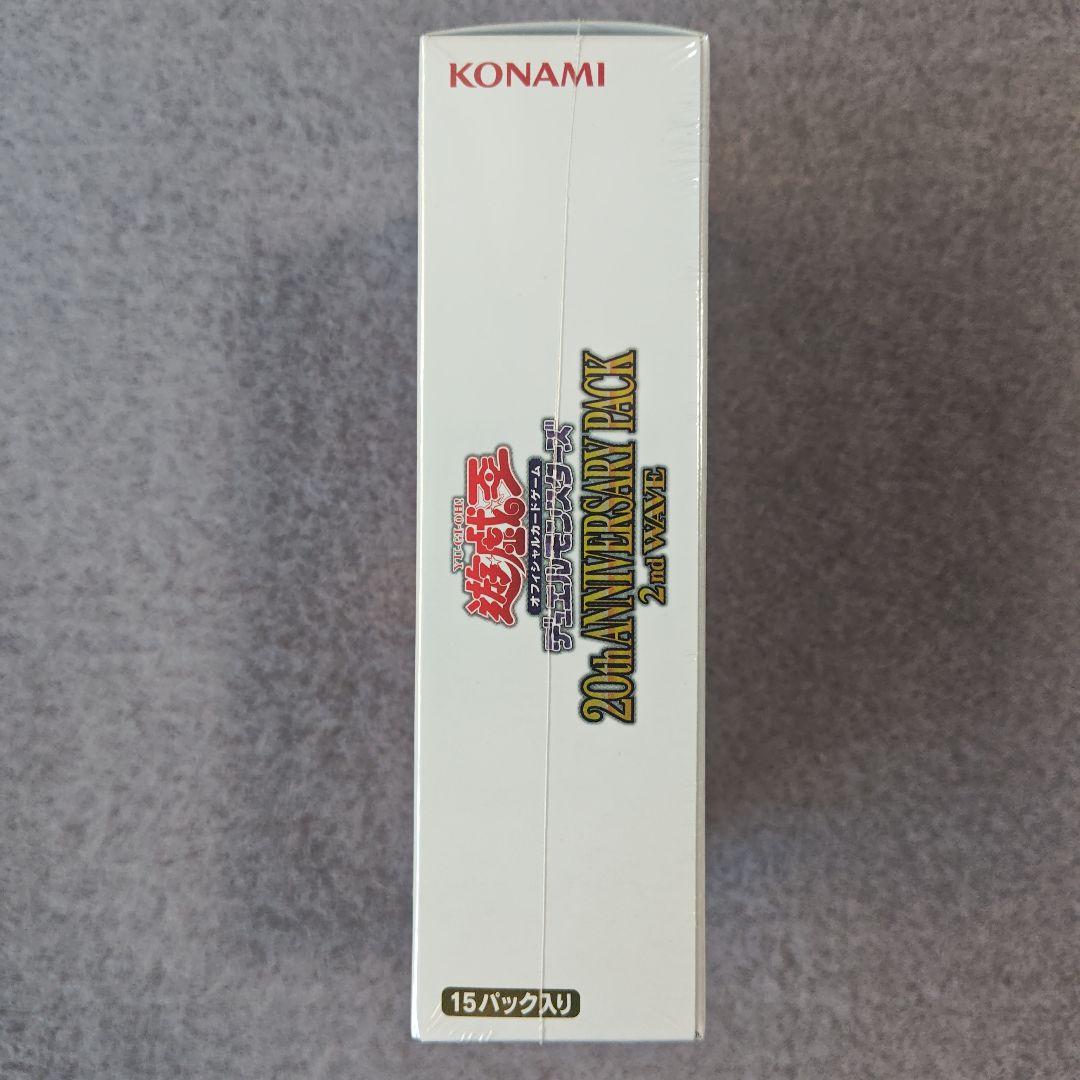 KONAMI
YU-GI-OH!
遊戯王
オフィシャルカードゲーム
デュエルモンスターズ
20th ANNIVERSARY PACK
2nd WAVE
15パック入り